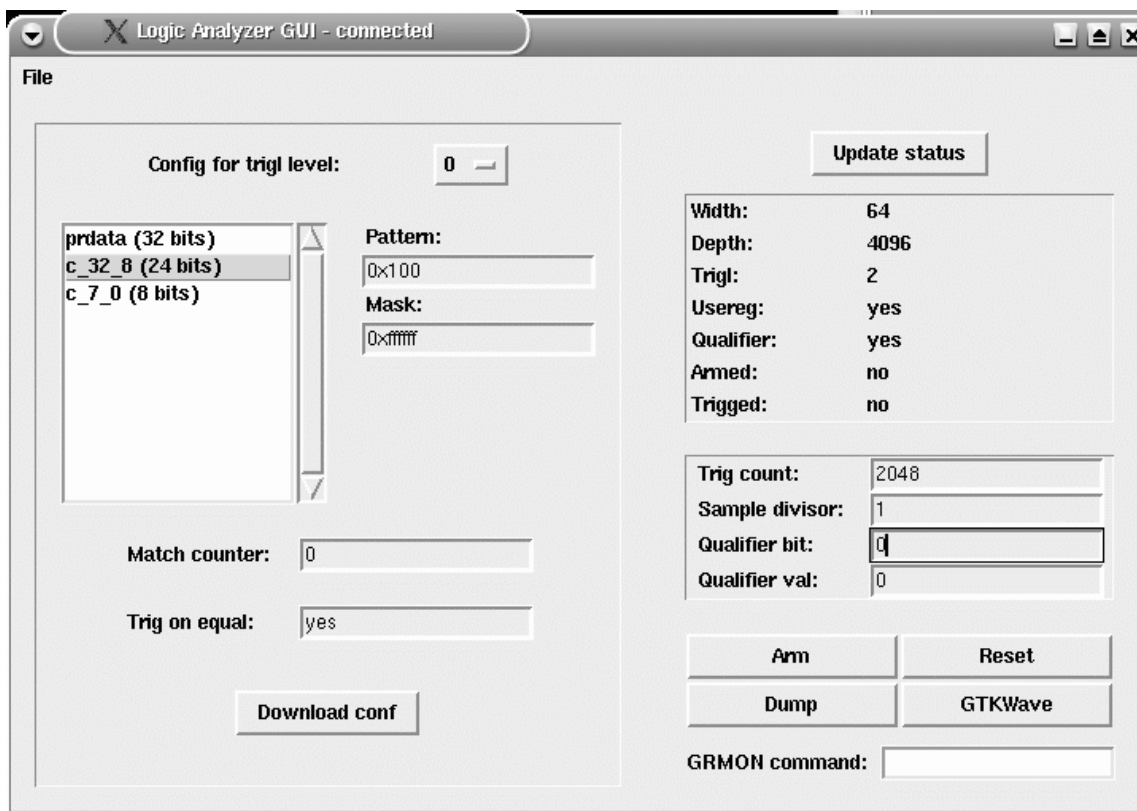 Logic Analyzer GUI - connected
File
Config for trigl level:
0
prdata (32 bits)
c_32_8 (24 bits)
c_7_0 (8 bits)
Pattern:
0x100
Mask:
0xffffff
Match counter:
0
Trig on equal:
yes
Download conf
Update status
Width: 64
Depth: 4096
Trigl: 2
Usereg: yes
Qualifier: yes
Armed: no
Trigged: no
Trig count: 2048
Sample divisor: 1
Qualifier bit: 0
Qualifier val: 0
Arm Reset
Dump GTKWave
GRMON command: